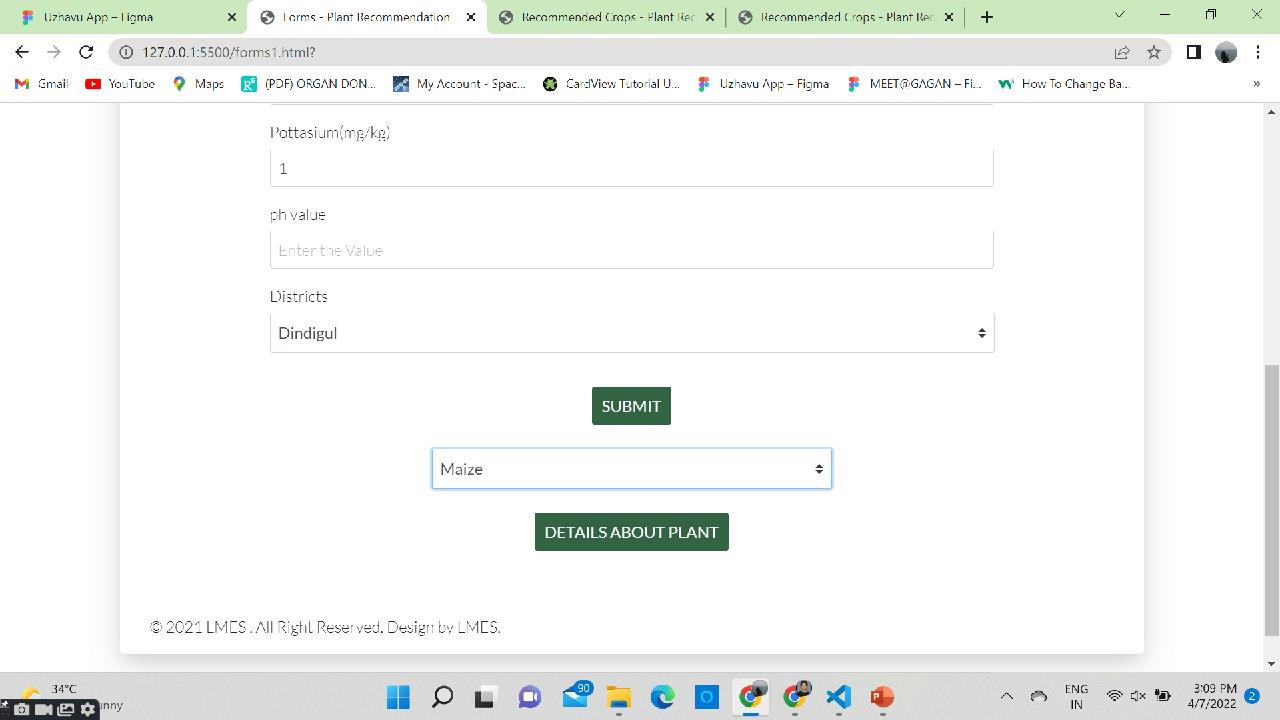 Uzhavu App – Figma
Forms - Plant Recommendation
Recommended Crops - Plant Rec
Recommended Crops - Plant Rec
127.0.0.1:5500/forms1.html?
Gmail
YouTube
Maps
(PDF) ORGAN DON...
My Account - Spac...
CardView Tutorial U...
Uzhavu App – Figma
MEET@GAGAN – Fi...
How To Change Ba...
»
Pottasium(mg/kg)
1
ph value
Enter the Value
Districts
Dindigul
SUBMIT
Maize
DETAILS ABOUT PLANT
© 2021 LMES . All Right Reserved. Design by LMES.
34°C
unny
90
ENG
IN
3:09 PM
4/7/2022
2